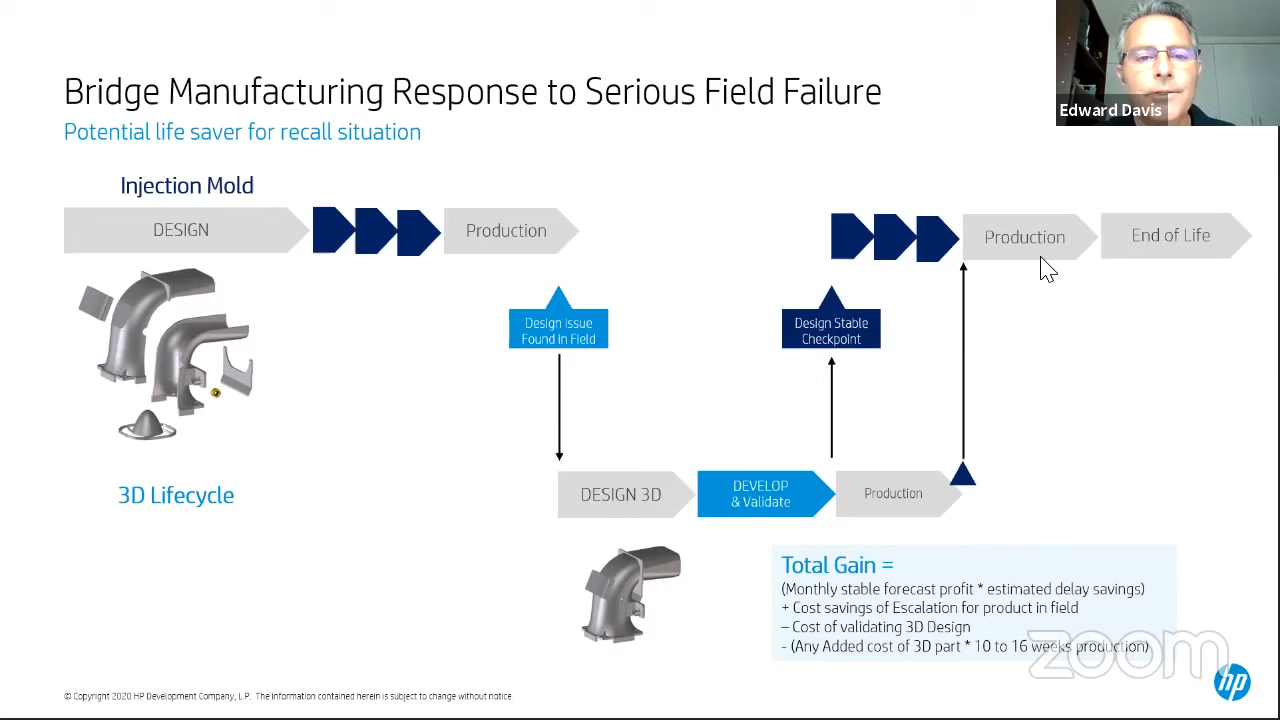 Bridge Manufacturing Response to Serious Field Failure
Potential life saver for recall situation
Edward Davis
Injection Mold
DESIGN
Production
Production
End of Life
Design Issue
Found in Field
Design Stable
Checkpoint
3D Lifecycle
DESIGN 3D
DEVELOP
& Validate
Production
Total Gain =
(Monthly stable forecast profit * estimated delay savings)
+ Cost savings of Escalation for product in field
– Cost of validating 3D Design
- (Any Added cost of 3D part * 10 to 16 weeks production)
zoom
hp
© Copyright 2020 HP Development Company, L.P. The information contained herein is subject to change without notice.